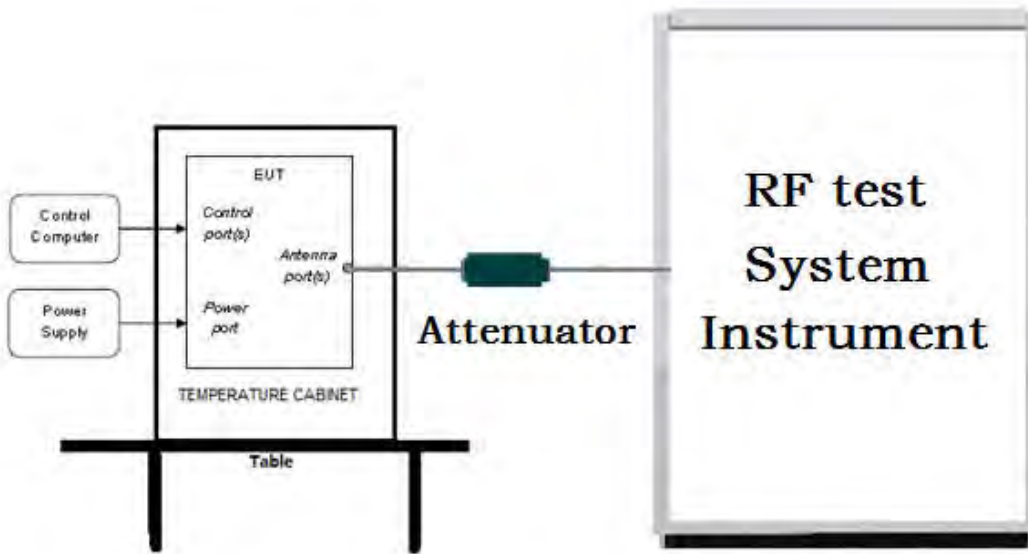 EUT
Control
Computer
Control
port(s)
Antenna
port(s)
Power
Supply
Power
port
TEMPERATURE CABINET
Table
Attenuator
RF test
System
Instrument